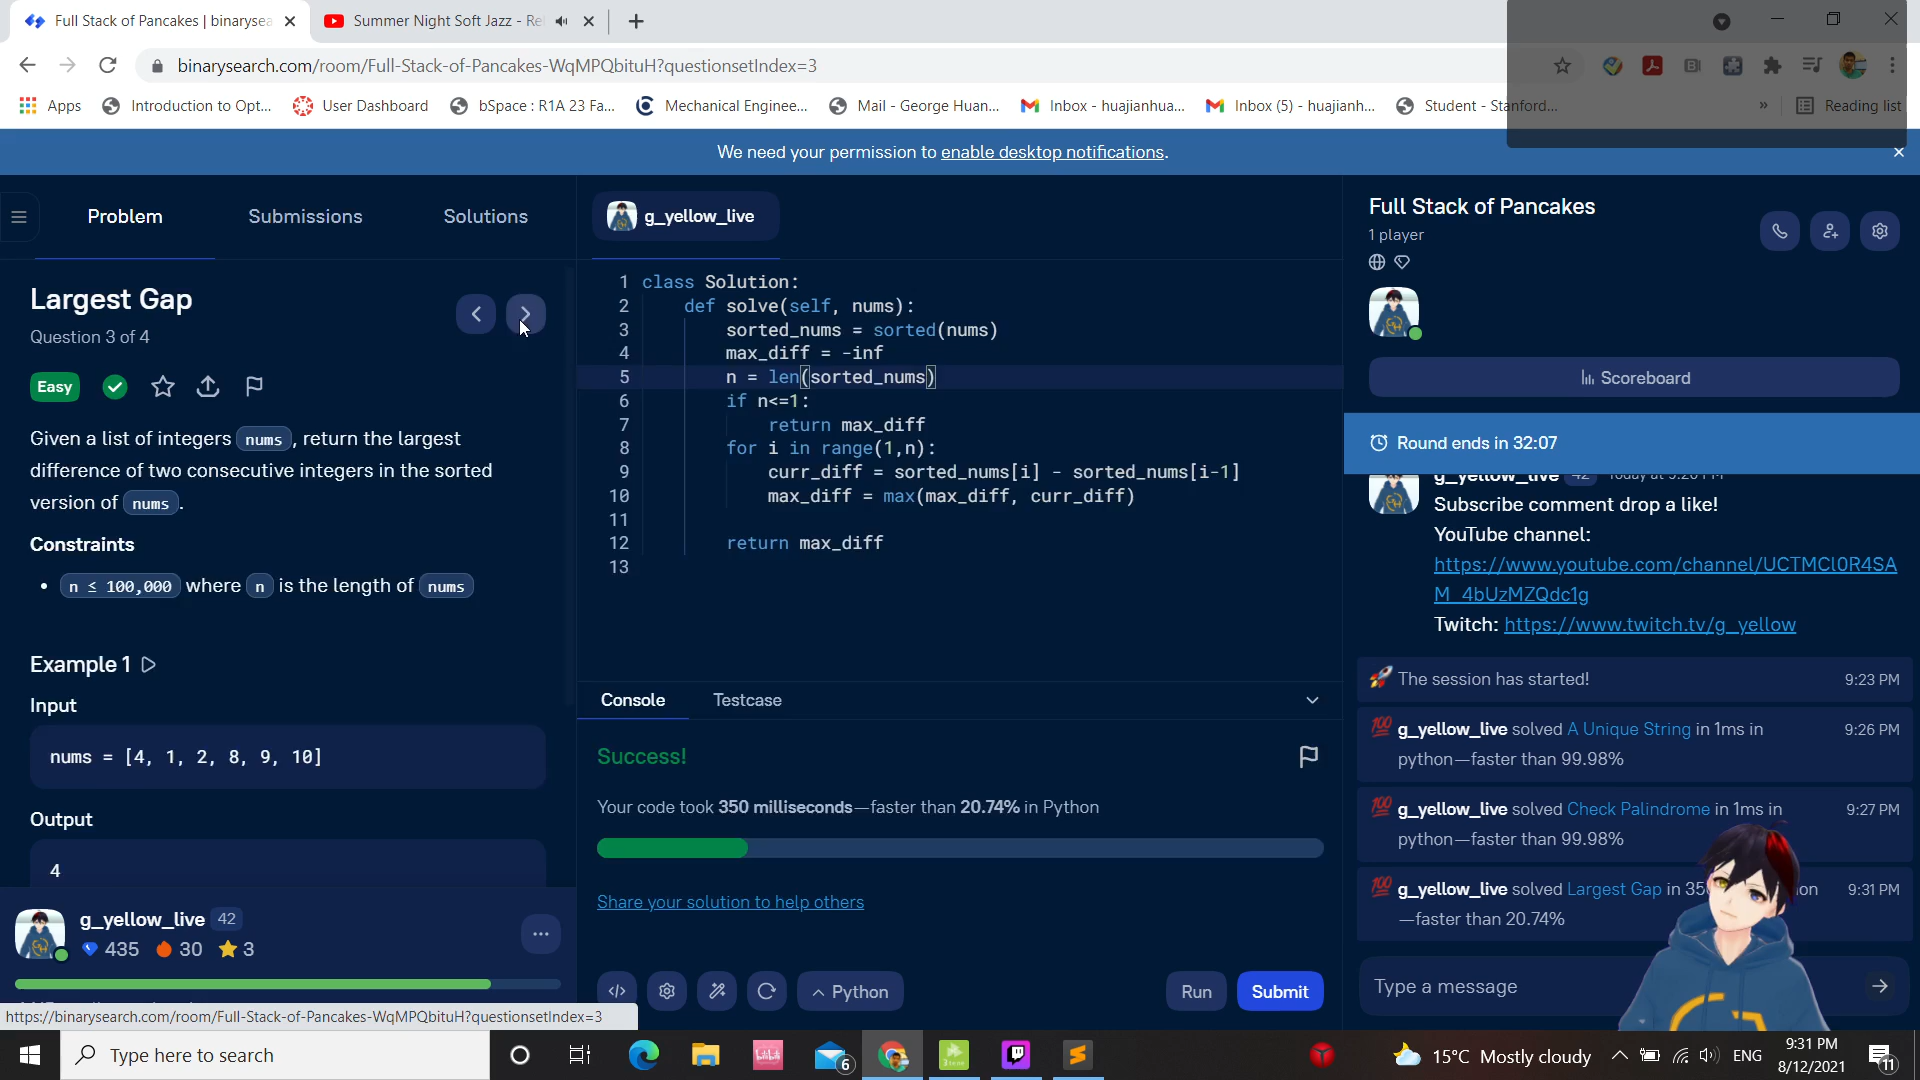 Full Stack of Pancakes | binarysea
Summer Night Soft Jazz - Re
binarysearch.com/room/Full-Stack-of-Pancakes-WqMPQbituH?questionsetIndex=3
Apps
Introduction to Opt...
User Dashboard
bSpace : R1A 23 Fa...
Mechanical Enginee...
Mail - George Huan...
Inbox - huajianhua...
Inbox (5) - huajianh...
Student - Stanford...
»
Reading list
We need your permission to enable desktop notifications.
Problem
Submissions
Solutions
Largest Gap
Question 3 of 4
Easy
Given a list of integers nums, return the largest
difference of two consecutive integers in the sorted
version of nums.
Constraints
• n ≤ 100,000 where n is the length of nums
Example 1
Input
nums = [4, 1, 2, 8, 9, 10]
Output
4
g_yellow_live 42
435 30 3
https://binarysearch.com/room/Full-Stack-of-Pancakes-WqMPQbituH?questionsetIndex=3
g_yellow_live
1 class Solution:
2 def solve(self, nums):
3 sorted_nums = sorted(nums)
4 max_diff = -inf
5 n = len(sorted_nums)
6 if n<=1:
7 return max_diff
8 for i in range(1,n):
9 curr_diff = sorted_nums[i] - sorted_nums[i-1]
10 max_diff = max(max_diff, curr_diff)
11
12 return max_diff
13
Console
Testcase
Success!
Your code took 350 milliseconds—faster than 20.74% in Python
Share your solution to help others
Python
Run
Submit
Full Stack of Pancakes
1 player
Scoreboard
Round ends in 32:07
g_yellow_live 42
Subscribe comment drop a like!
YouTube channel:
https://www.youtube.com/channel/UCTMCl0R4SA
M_4bUzMZQdc1g
Twitch: https://www.twitch.tv/g_yellow
The session has started! 9:23 PM
g_yellow_live solved A Unique String in 1ms in 9:26 PM
python—faster than 99.98%
g_yellow_live solved Check Palindrome in 1ms in 9:27 PM
python—faster than 99.98%
g_yellow_live solved Largest Gap in 35 on 9:31 PM
—faster than 20.74%
Type a message
Type here to search
6
15°C Mostly cloudy
ENG
9:31 PM
8/12/2021
11